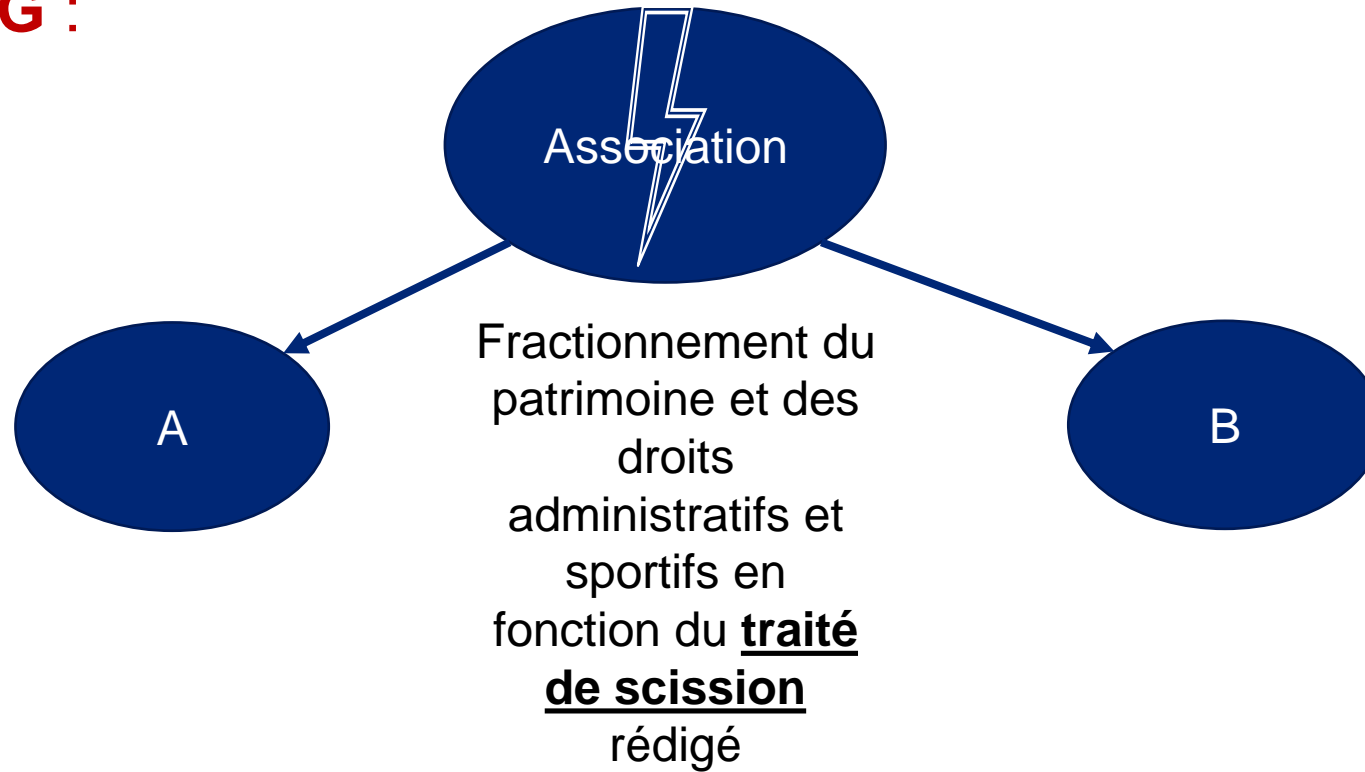 G :
Association
A
B
Fractionnement du
patrimoine et des
droits
administratifs et
sportifs en
fonction du traité
de scission
rédigé